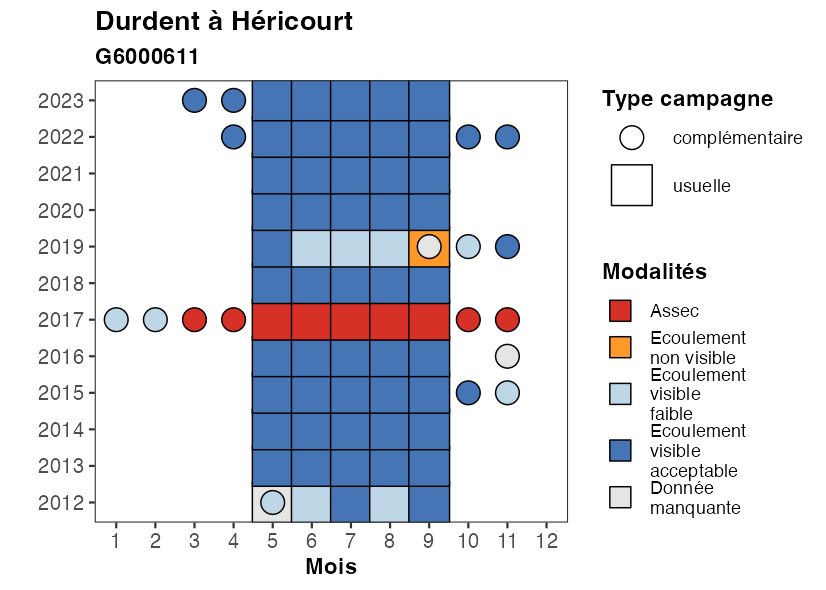 Durdent à Héricourt
G6000611
2023
2022
2021
2020
2019
2018
2017
2016
2015
2014
2013
2012
1 2 3 4 5 6 7 8 9 10 11 12
Mois
Type campagne
complémentaire
usuelle
Modalités
Assec
Ecoulement
non visible
Ecoulement
visible
faible
Ecoulement
visible
acceptable
Donnée
manquante